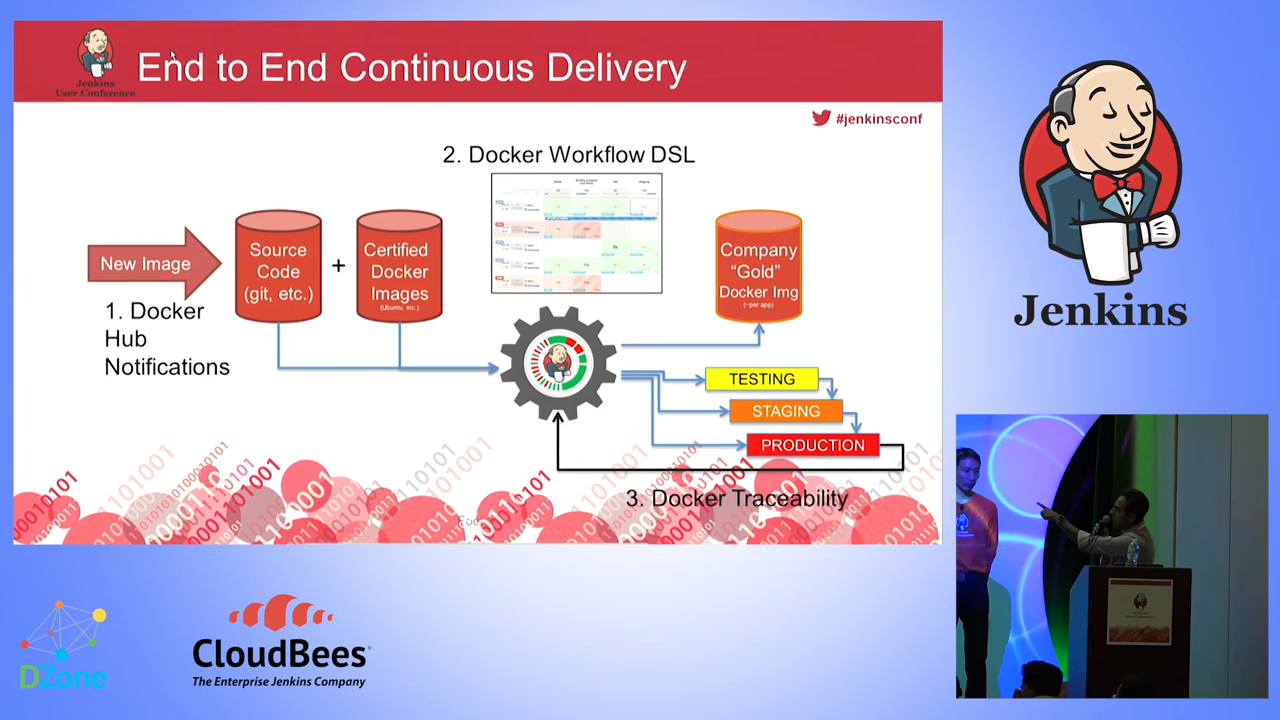 Jenkins
User Conference
End to End Continuous Delivery
#jenkinsconf
2. Docker Workflow DSL
New Image
1. Docker
Hub
Notifications
Source
Code
(git, etc.)
+
Certified
Docker
Images
(Ubuntu, etc.)
Company
“Gold”
Docker Img
(~per app)
TESTING
STAGING
PRODUCTION
3. Docker Traceability
Jenkins
DZone
CloudBees
The Enterprise Jenkins Company